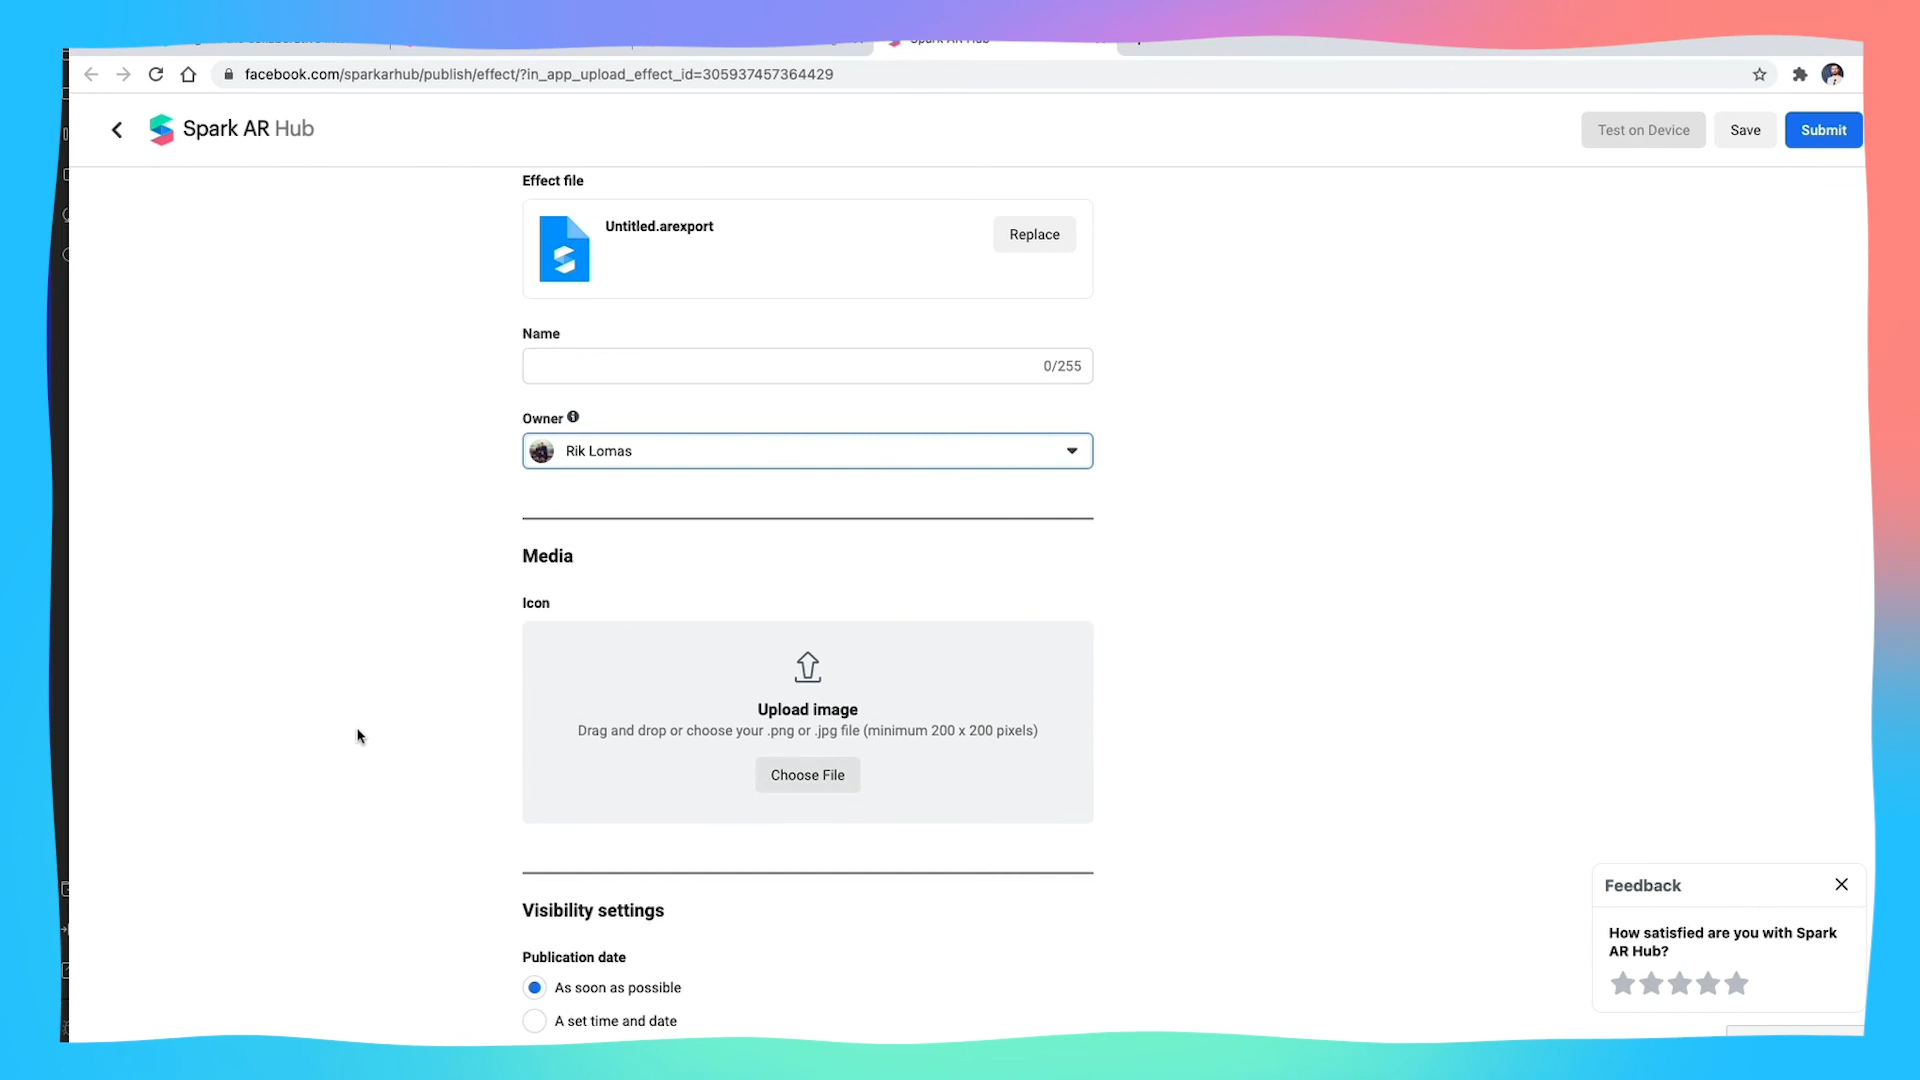 Spark AR Hub
facebook.com/sparkarhub/publish/effect/?in_app_upload_effect_id=305937457364429
Spark AR Hub
Test on Device
Save
Submit
Effect file
Untitled.arexport
Replace
Name
0/255
Owner
Rik Lomas
Media
Icon
Upload image
Drag and drop or choose your .png or .jpg file (minimum 200 x 200 pixels)
Choose File
Visibility settings
Publication date
As soon as possible
A set time and date
Feedback
How satisfied are you with Spark
AR Hub?